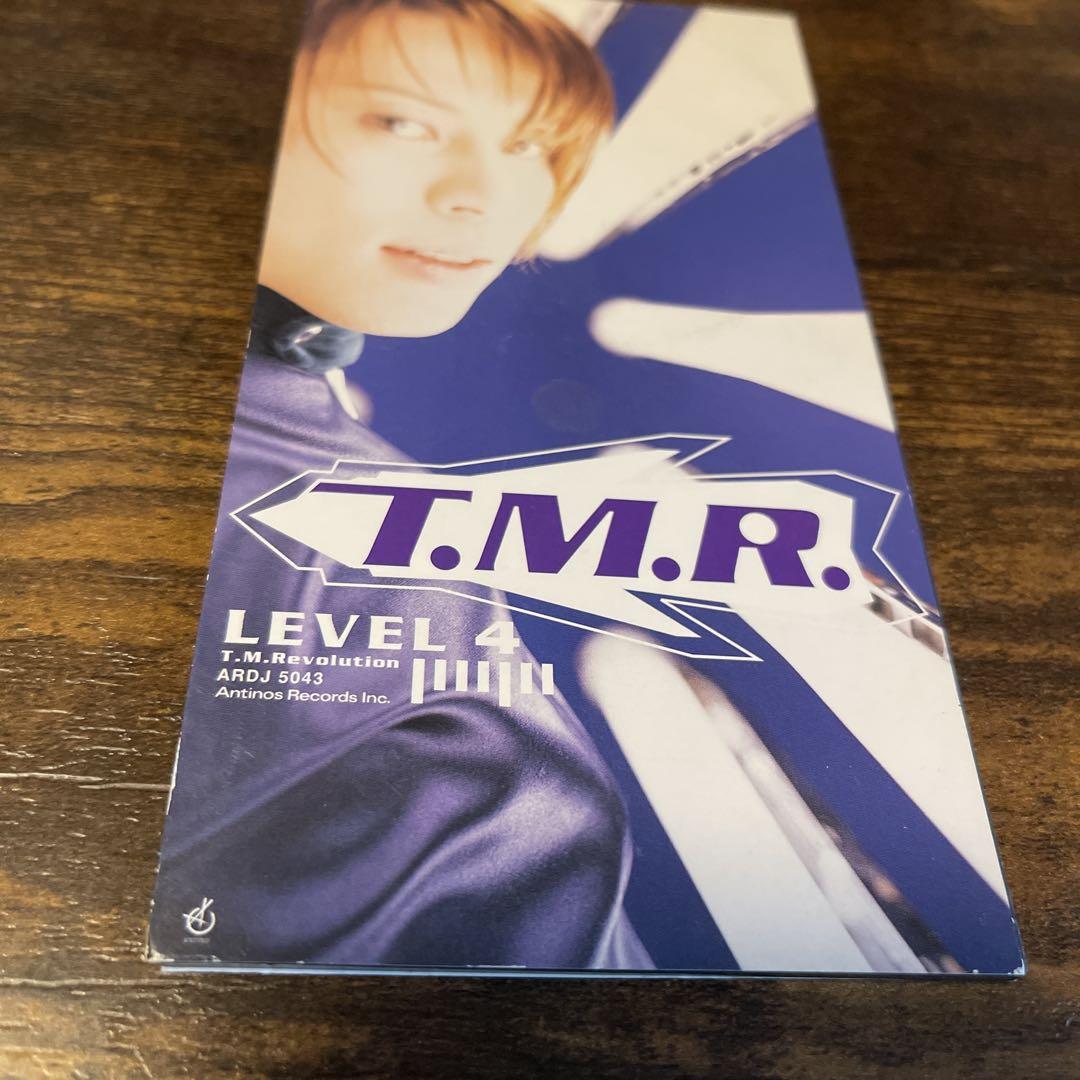 T.M.R.
LEVEL 4
T.M.Revolution
ARDJ 5043
Antinos Records Inc.